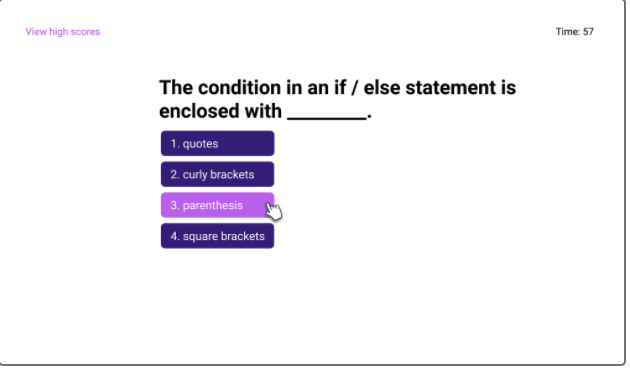 View high scores
Time: 57
The condition in an if / else statement is
enclosed with ________.
1. quotes
2. curly brackets
3. parenthesis
4. square brackets